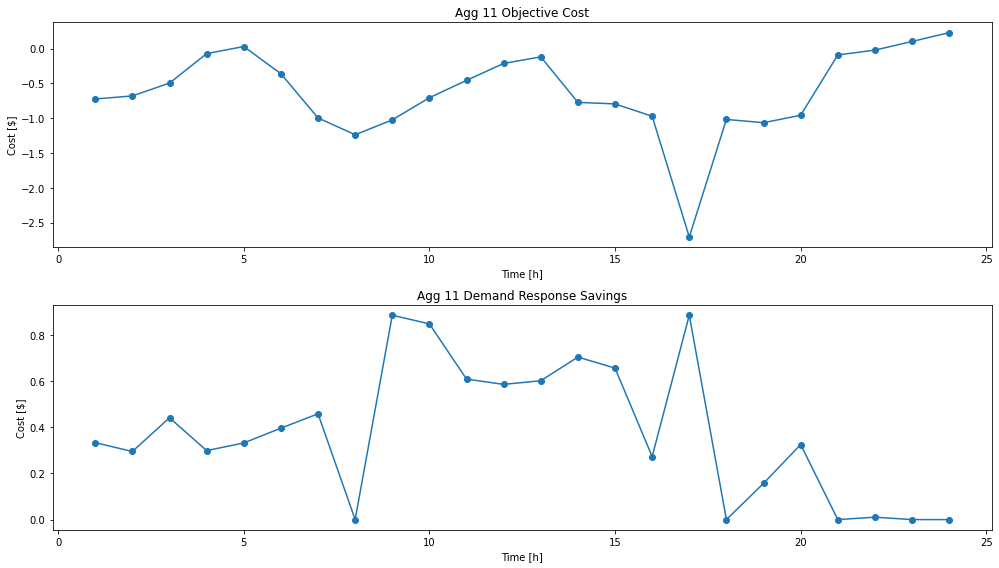 Agg 11 Objective Cost
Cost [$]
0.0
−0.5
−1.0
−1.5
−2.0
−2.5
0 5 10 15 20 25
Time [h]
Agg 11 Demand Response Savings
Cost [$]
0.8
0.6
0.4
0.2
0.0
0 5 10 15 20 25
Time [h]